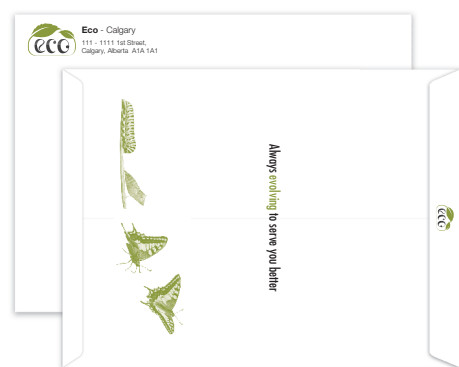 eco
Eco - Calgary
111 - 1111 1st Street,
Calgary, Alberta A1A 1A1
Always evolving to serve you better
eco